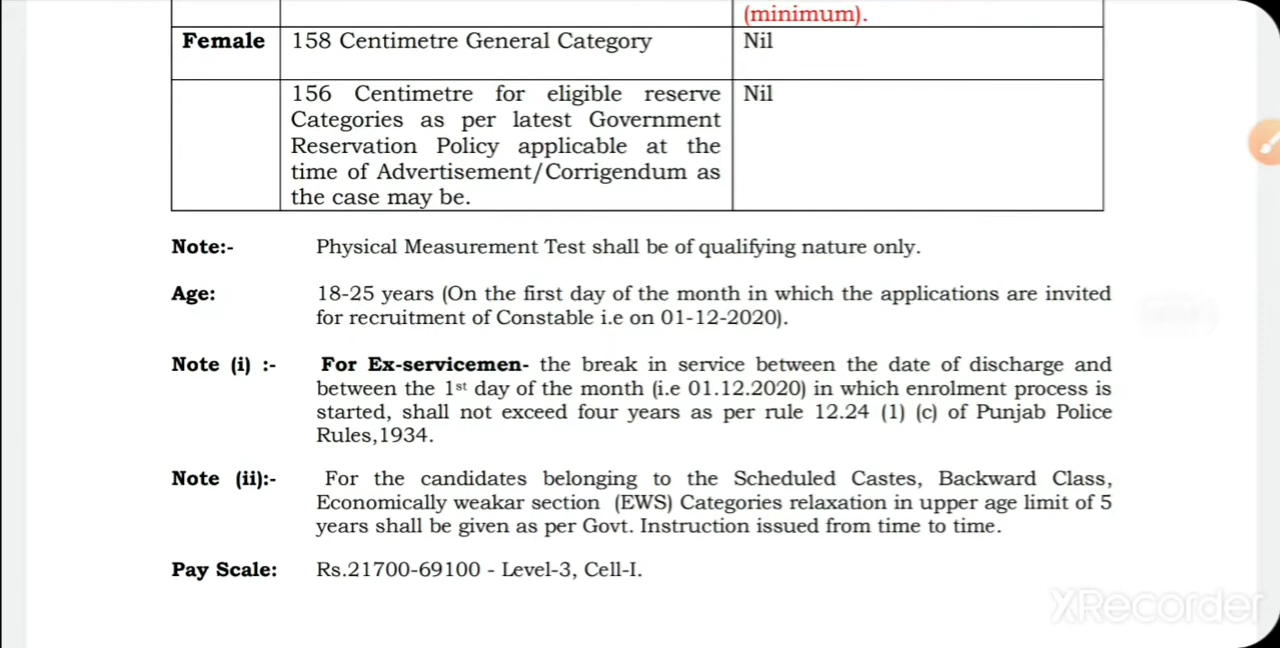 (minimum).
Female 158 Centimetre General Category Nil
156 Centimetre for eligible reserve Nil
Categories as per latest Government
Reservation Policy applicable at the
time of Advertisement/Corrigendum as
the case may be.
Note:- Physical Measurement Test shall be of qualifying nature only.
Age: 18-25 years (On the first day of the month in which the applications are invited
for recruitment of Constable i.e on 01-12-2020).
Note (i) :- For Ex-servicemen- the break in service between the date of discharge and
between the 1st day of the month (i.e 01.12.2020) in which enrolment process is
started, shall not exceed four years as per rule 12.24 (1) (c) of Punjab Police
Rules,1934.
Note (ii):- For the candidates belonging to the Scheduled Castes, Backward Class,
Economically weakar section (EWS) Categories relaxation in upper age limit of 5
years shall be given as per Govt. Instruction issued from time to time.
Pay Scale: Rs.21700-69100 - Level-3, Cell-I.
XRecorder